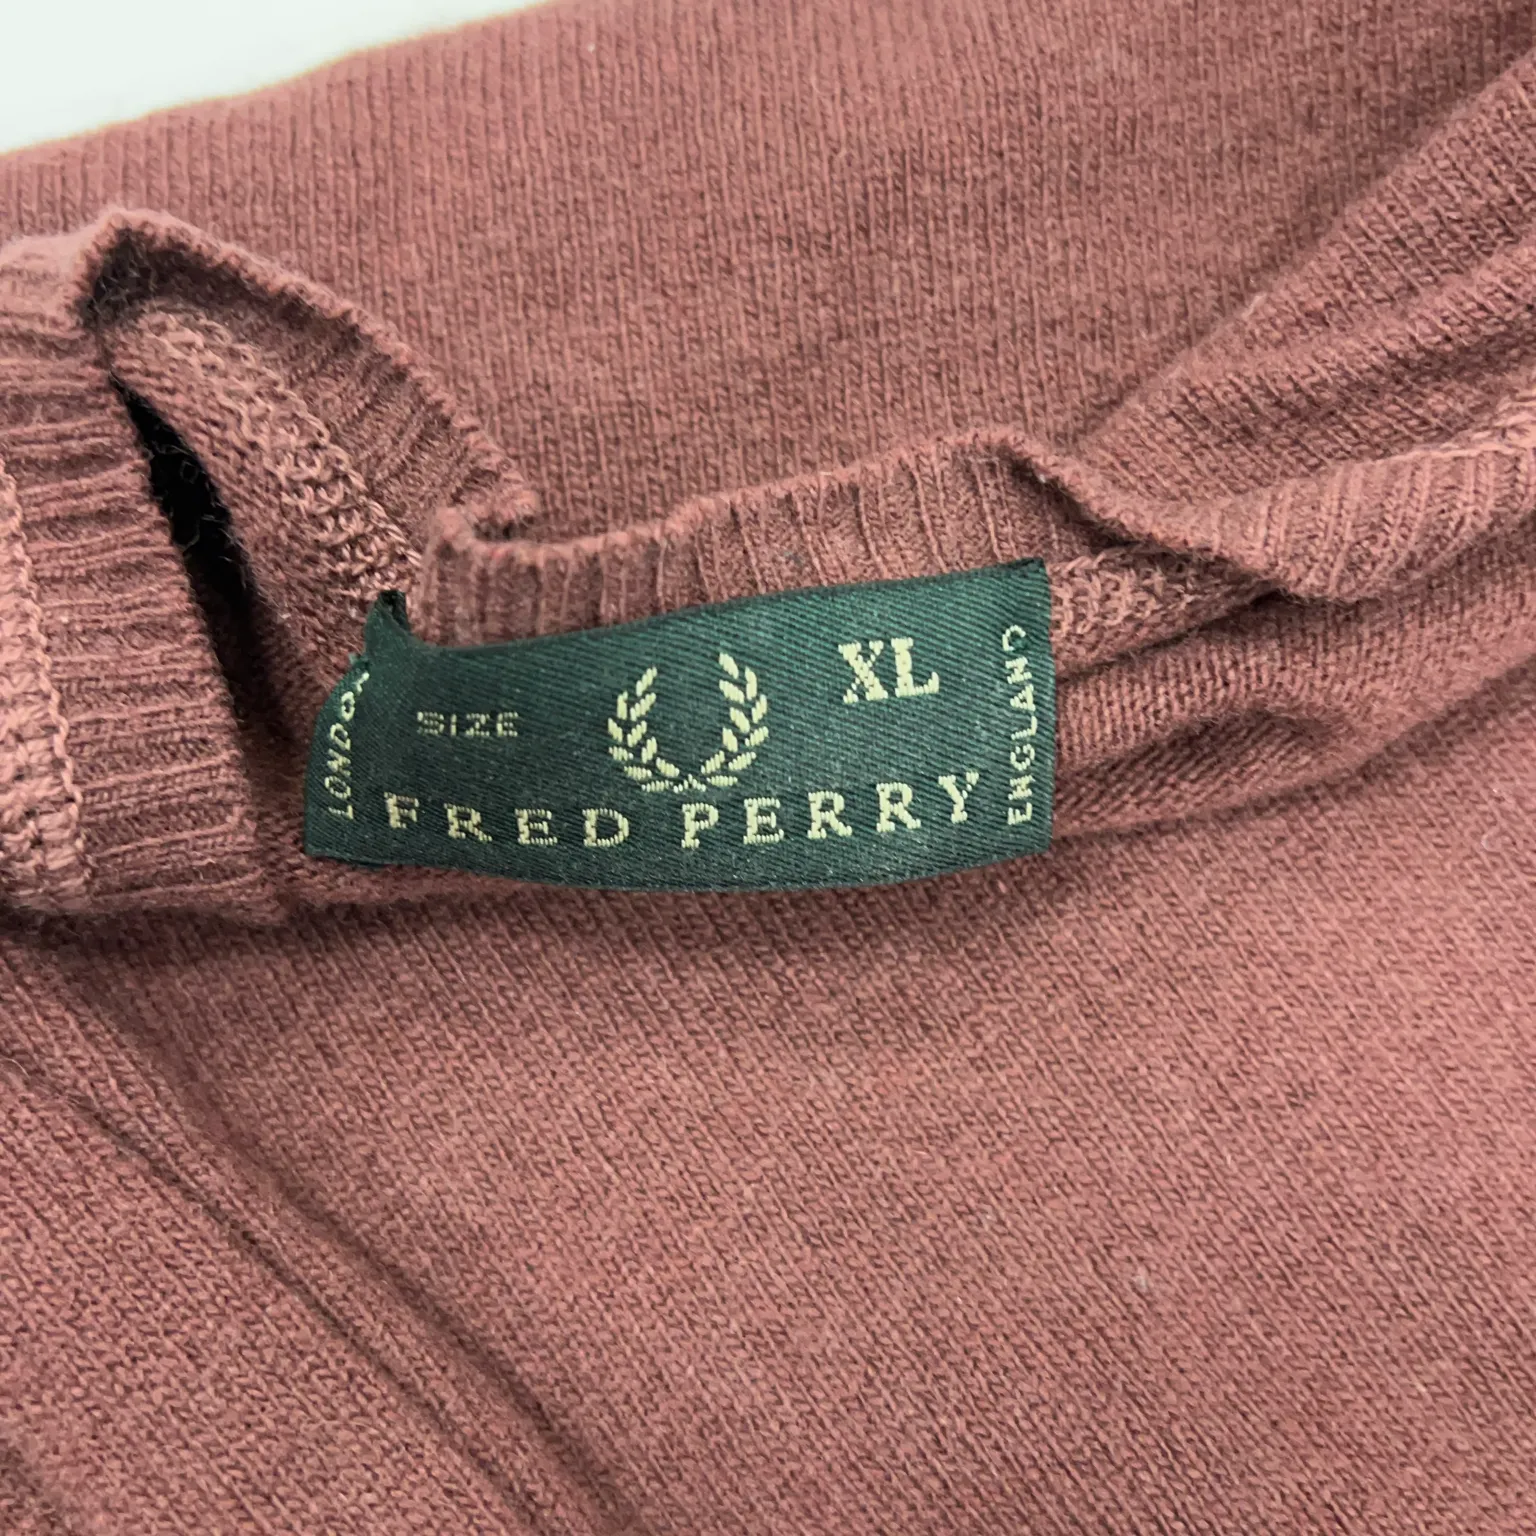 LONDON
SIZE
XL
FRED PERRY
ENGLAND